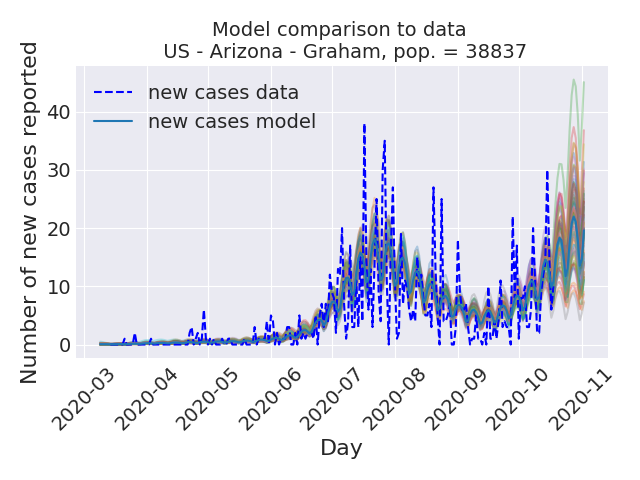 Model comparison to data
US - Arizona - Graham, pop. = 38837
Number of new cases reported
new cases data
new cases model
40
30
20
10
0
2020-03
2020-04
2020-05
2020-06
2020-07
2020-08
2020-09
2020-10
2020-11
Day